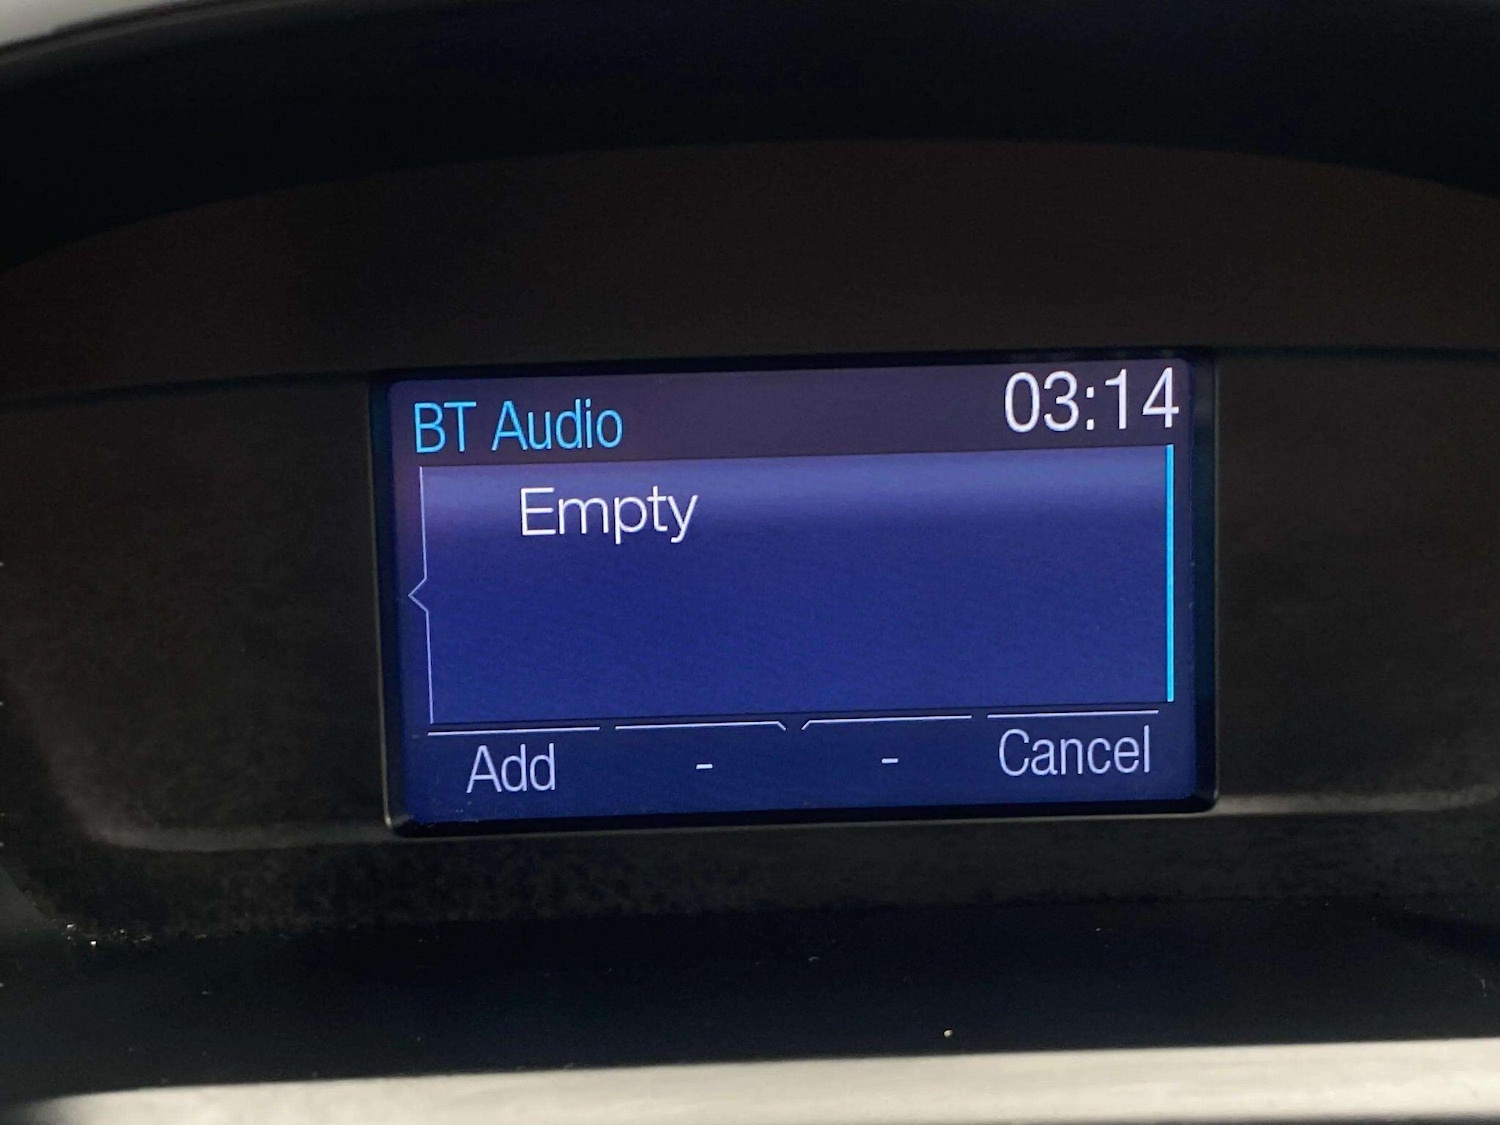 BT Audio 03:14
Empty
Add - - Cancel